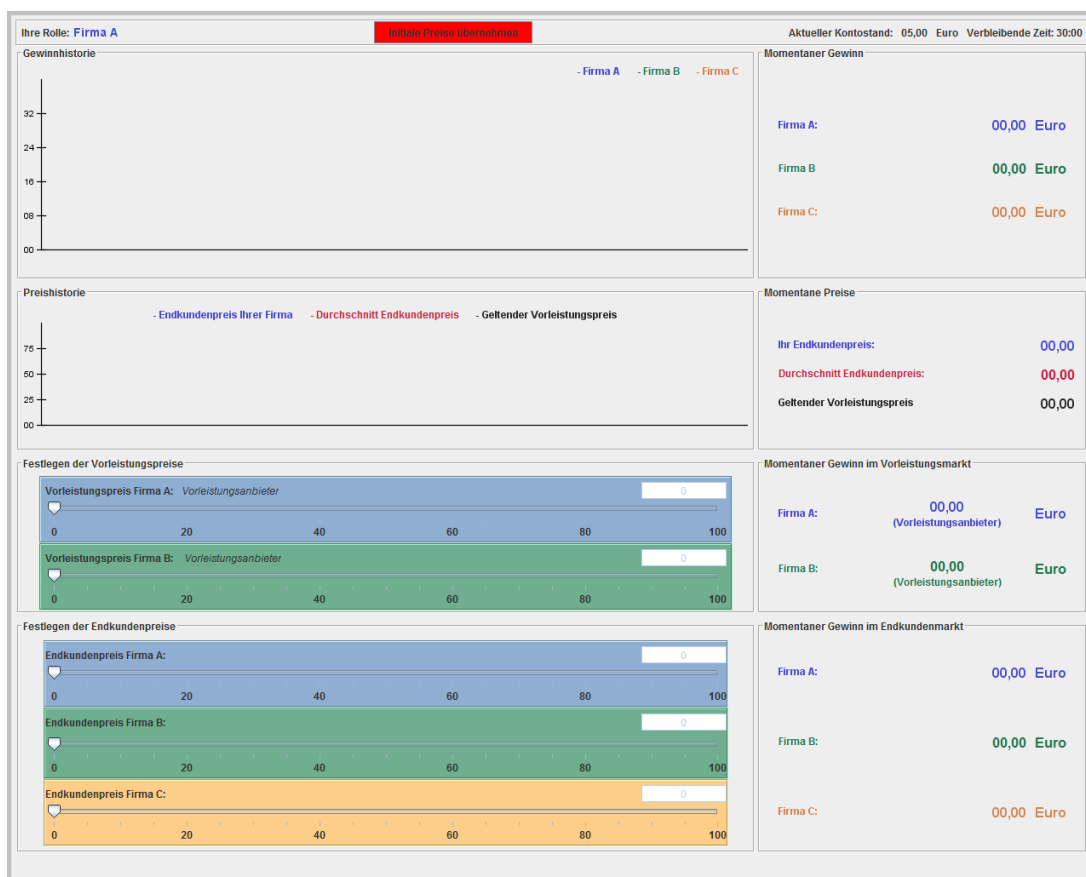 Ihre Rolle: Firma A Initiale Preise übernehmen Aktueller Kontostand: 05,00 Euro Verbleibende Zeit: 30:00
Gewinnhistorie
- Firma A - Firma B - Firma C
32
24
16
08
00
Momentaner Gewinn
Firma A: 00,00 Euro
Firma B 00,00 Euro
Firma C: 00,00 Euro
Preishistorie
- Endkundenpreis Ihrer Firma - Durchschnitt Endkundenpreis - Geltender Vorleistungspreis
75
50
25
00
Momentane Preise
Ihr Endkundenpreis: 00,00
Durchschnitt Endkundenpreis: 00,00
Geltender Vorleistungspreis 00,00
Festlegen der Vorleistungspreise
Vorleistungspreis Firma A: Vorleistungsanbieter 0
0 20 40 60 80 100
Vorleistungspreis Firma B: Vorleistungsanbieter 0
0 20 40 60 80 100
Momentaner Gewinn im Vorleistungsmarkt
Firma A: 00,00 Euro
(Vorleistungsanbieter)
Firma B: 00,00 Euro
(Vorleistungsanbieter)
Festlegen der Endkundenpreise
Endkundenpreis Firma A: 0
0 20 40 60 80 100
Endkundenpreis Firma B: 0
0 20 40 60 80 100
Endkundenpreis Firma C: 0
0 20 40 60 80 100
Momentaner Gewinn im Endkundenmarkt
Firma A: 00,00 Euro
Firma B: 00,00 Euro
Firma C: 00,00 Euro